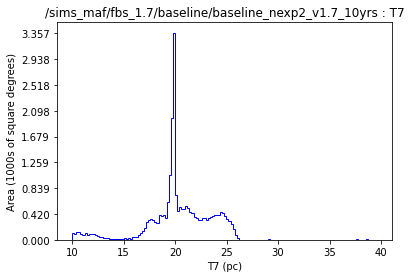 /sims_maf/fbs_1.7/baseline/baseline_nexp2_v1.7_10yrs : T7
3.357
2.938
2.518
2.098
1.679
1.259
0.839
0.420
0.000
Area (1000s of square degrees)
10 15 20 25 30 35 40
T7 (pc)